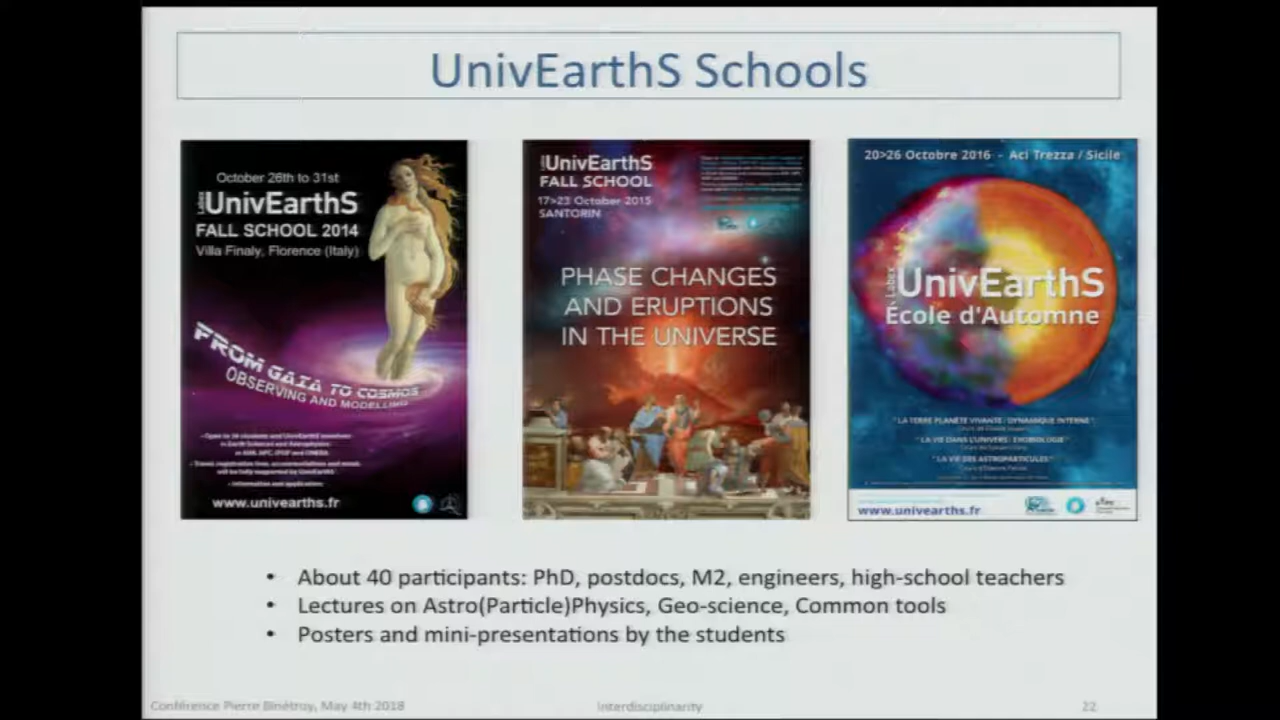 UnivEarthS Schools
October 26th to 31st
Labex UnivEarthS
FALL SCHOOL 2014
Villa Finaly, Florence (Italy)
FROM GAIA TO COSMOS
OBSERVING AND MODELLING
www.univearths.fr
UnivEarthS
FALL SCHOOL
17>23 October 2015
SANTORIN
PHASE CHANGES
AND ERUPTIONS
IN THE UNIVERSE
20>26 Octobre 2016 - Aci Trezza / Sicile
Labex UnivEarthS
École d'Automne
" LA TERRE PLANÈTE VIVANTE : DYNAMIQUE INTERNE "
" LA VIE DANS L'UNIVERS : EXOBIOLOGIE "
" LA VIE DES ASTROPARTICULES "
www.univearths.fr
• About 40 participants: PhD, postdocs, M2, engineers, high-school teachers
• Lectures on Astro(Particle)Physics, Geo-science, Common tools
• Posters and mini-presentations by the students
Conférence Pierre Binétruy, May 4th 2018
Interdisciplinarity
22